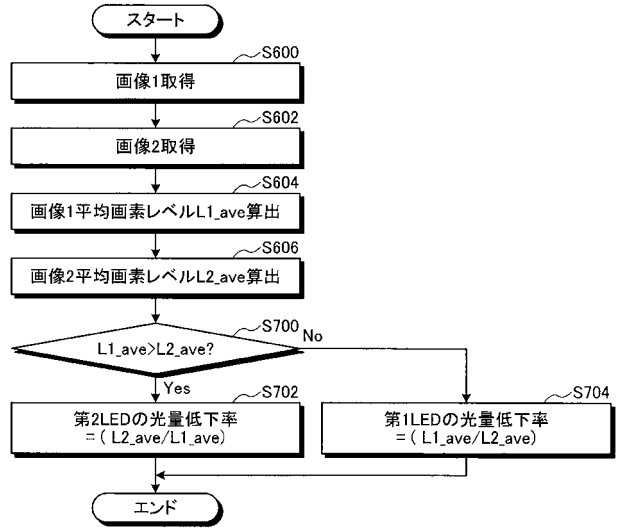 スタート
S600
画像1取得
S602
画像2取得
S604
画像1平均画素レベルL1_ave算出
S606
画像2平均画素レベルL2_ave算出
S700
L1_ave>L2_ave?
No
Yes
S702
第2LEDの光量低下率
=( L2_ave/L1_ave)
S704
第1LEDの光量低下率
=( L1_ave/L2_ave)
エンド